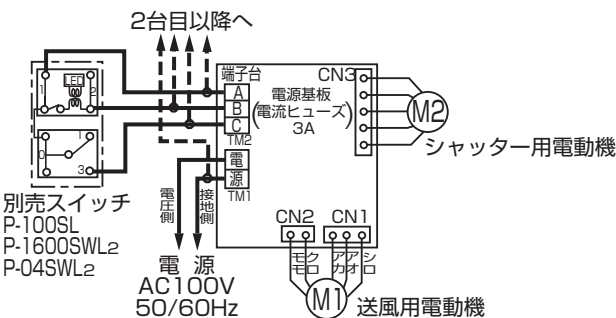 2台目以降へ
端子台
CN3
LED
1
2
A
B
C
TM2
電源基板
(電流ヒューズ)
3A
M2
シャッター用電動機
0
1
3
電
源
TM1
別売スイッチ
P-100SL
P-1600SWL2
P-04SWL2
電圧側
接地側
CN2
CN1
モモ
クロ
アカ
アオ
シロ
電 源
AC100V
50/60Hz
M1
送風用電動機